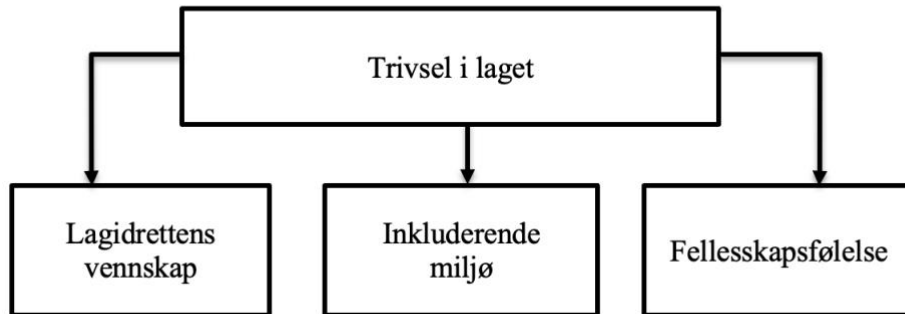 Trivsel i laget
Lagidrettens
vennskap
Inkluderende
miljø
Fellesskapsfølelse